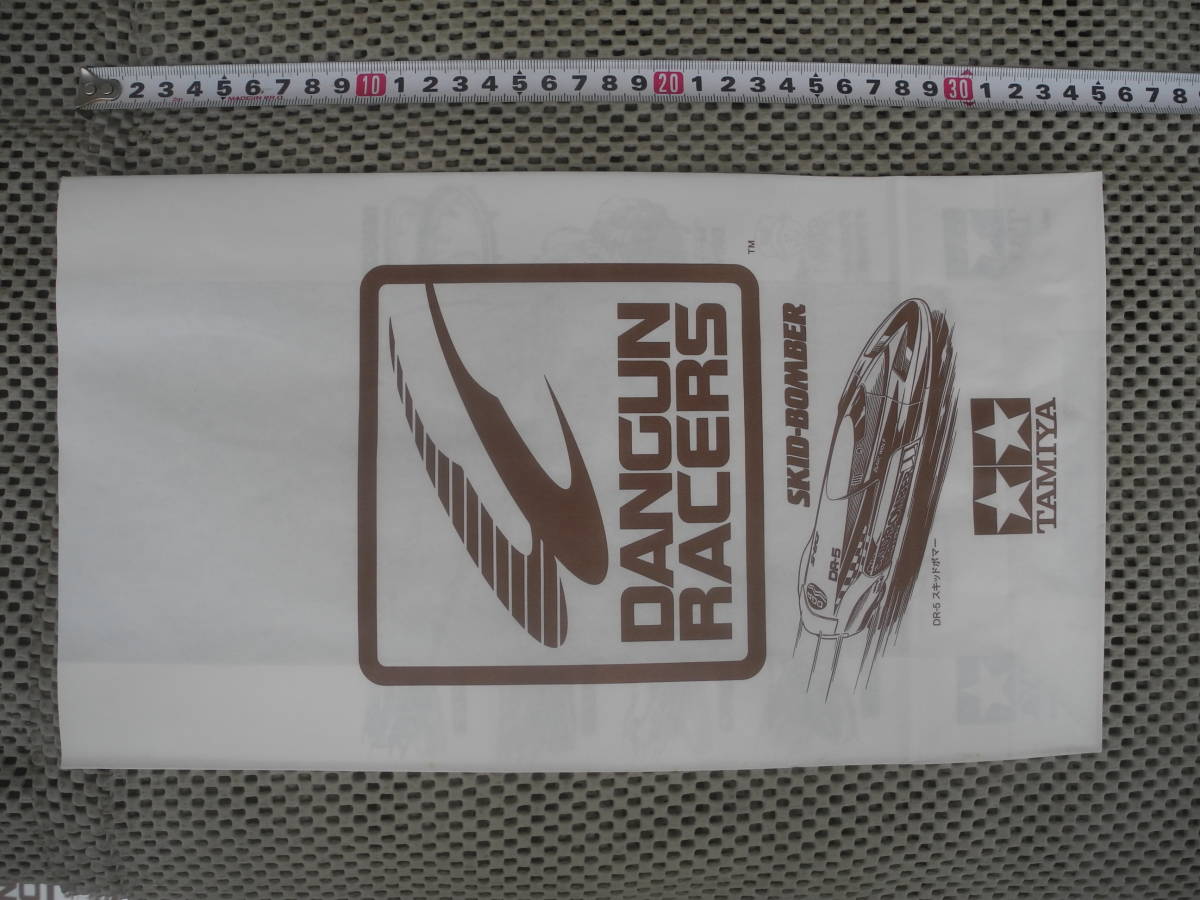 2 3 4 5 6 7 8 9 10 1 2 3 4 5 6 7 8 9 20 1 2 3 4 5 6 7 8 9 30 1 2 3 4 5 6 7 8
DANGUN
RACERS
TM
SKID-BOMBER
DR-5
DR-5 スキッドボマー
TAMIYA